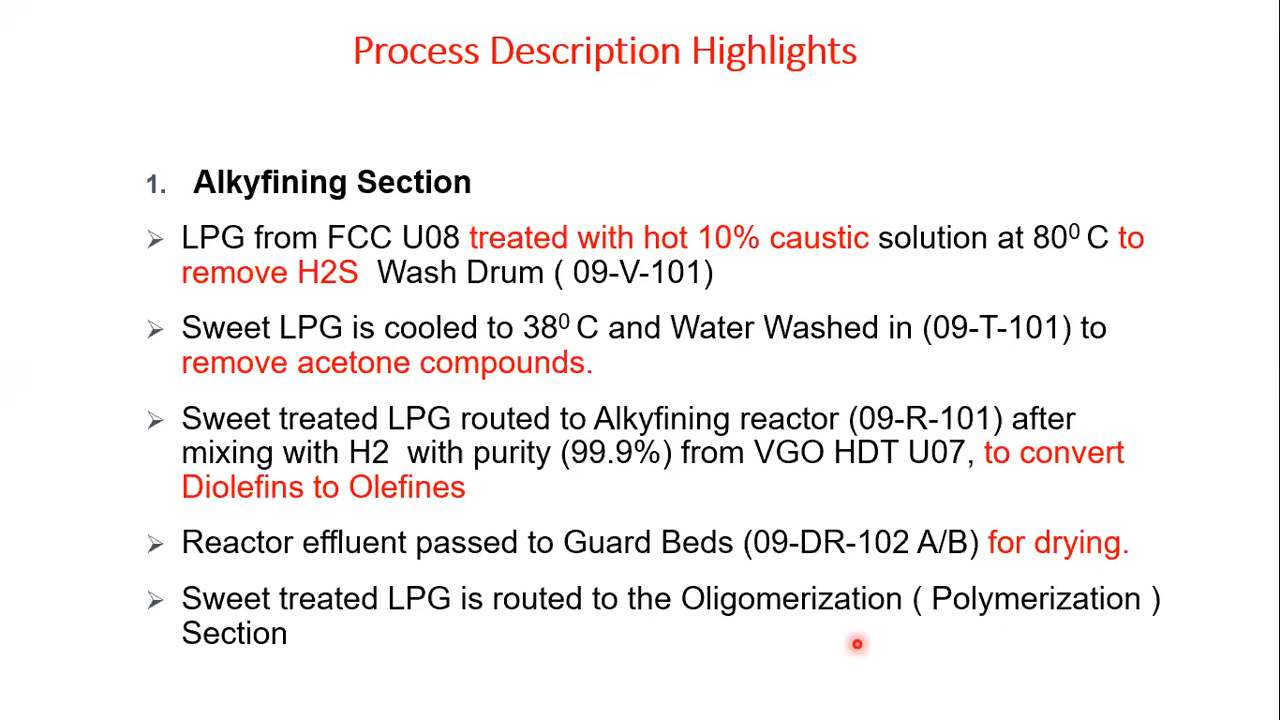 Process Description Highlights
1. Alkyfining Section
➢ LPG from FCC U08 treated with hot 10% caustic solution at 80⁰ C to
remove H2S  Wash Drum ( 09-V-101)
➢ Sweet LPG is cooled to 38⁰ C and Water Washed in (09-T-101) to
remove acetone compounds.
➢ Sweet treated LPG routed to Alkyfining reactor (09-R-101) after
mixing with H2  with purity (99.9%) from VGO HDT U07, to convert
Diolefins to Olefines
➢ Reactor effluent passed to Guard Beds (09-DR-102 A/B) for drying.
➢ Sweet treated LPG is routed to the Oligomerization ( Polymerization )
Section